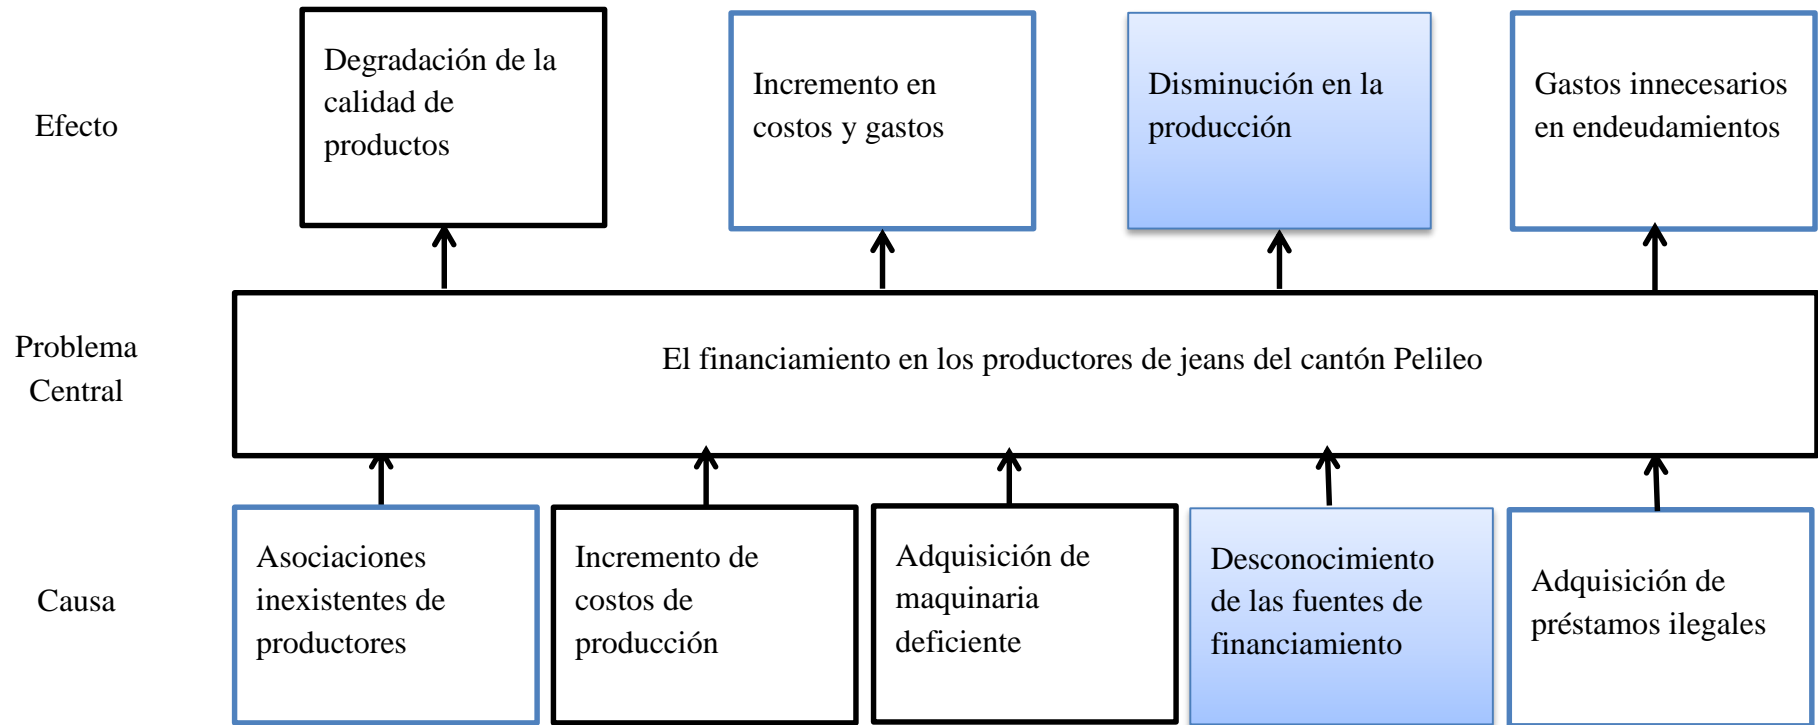 Efecto
Degradación de la
calidad de
productos
Incremento en
costos y gastos
Disminución en la
producción
Gastos innecesarios
en endeudamientos
Problema
Central
El financiamiento en los productores de jeans del cantón Pelileo
Causa
Asociaciones
inexistentes de
productores
Incremento de
costos de
producción
Adquisición de
maquinaria
deficiente
Desconocimiento
de las fuentes de
financiamiento
Adquisición de
préstamos ilegales